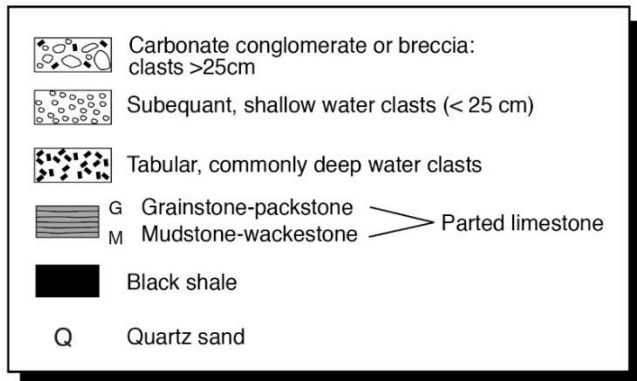 Carbonate conglomerate or breccia:
clasts >25cm
Subequant, shallow water clasts (< 25 cm)
Tabular, commonly deep water clasts
G Grainstone-packstone
M Mudstone-wackestone
Parted limestone
Black shale
Q Quartz sand